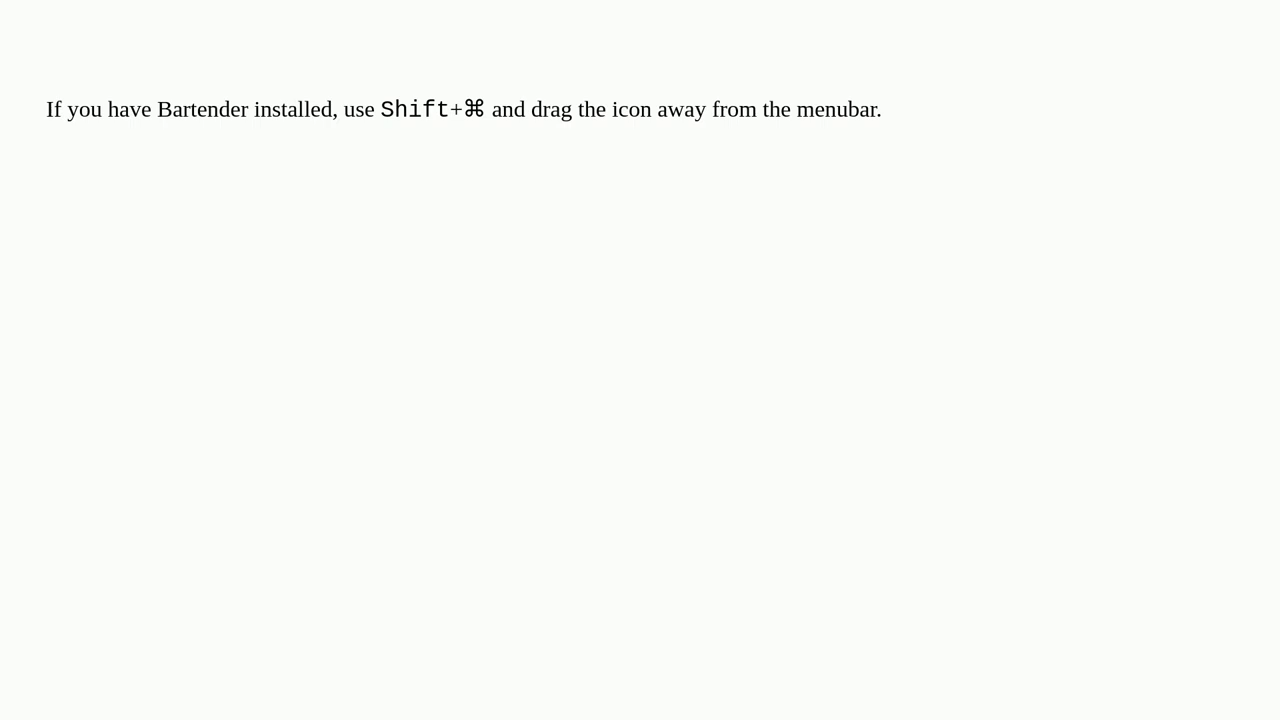 If you have Bartender installed, use Shift+⌘ and drag the icon away from the menubar.